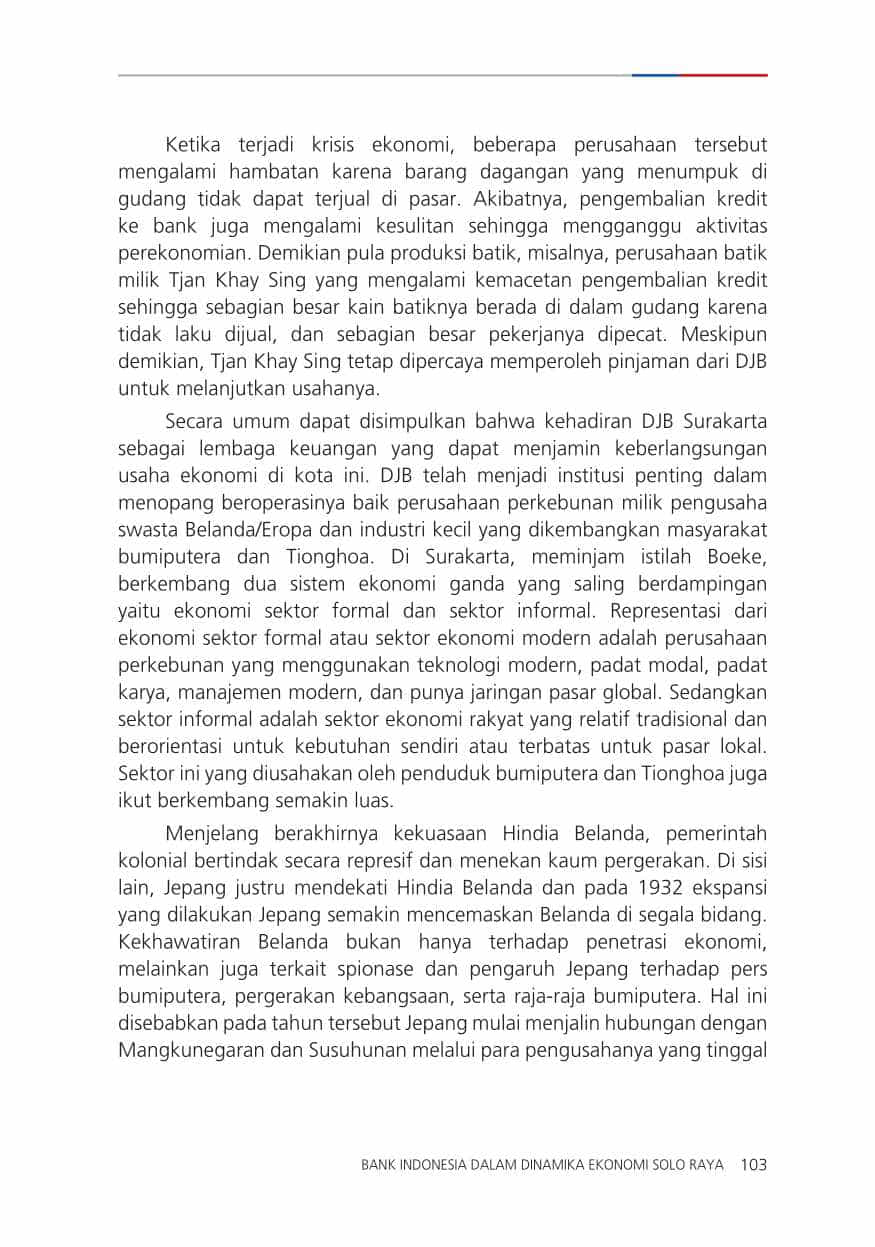 Ketika terjadi krisis ekonomi, beberapa perusahaan tersebut
mengalami hambatan karena barang dagangan yang menumpuk di
gudang tidak dapat terjual di pasar. Akibatnya, pengembalian kredit
ke bank juga mengalami kesulitan sehingga mengganggu aktivitas
perekonomian. Demikian pula produksi batik, misalnya, perusahaan batik
milik Tjan Khay Sing yang mengalami kemacetan pengembalian kredit
sehingga sebagian besar kain batiknya berada di dalam gudang karena
tidak laku dijual, dan sebagian besar pekerjanya dipecat. Meskipun
demikian, Tjan Khay Sing tetap dipercaya memperoleh pinjaman dari DJB
untuk melanjutkan usahanya.
Secara umum dapat disimpulkan bahwa kehadiran DJB Surakarta
sebagai lembaga keuangan yang dapat menjamin keberlangsungan
usaha ekonomi di kota ini. DJB telah menjadi institusi penting dalam
menopang beroperasinya baik perusahaan perkebunan milik pengusaha
swasta Belanda/Eropa dan industri kecil yang dikembangkan masyarakat
bumiputera dan Tionghoa. Di Surakarta, meminjam istilah Boeke,
berkembang dua sistem ekonomi ganda yang saling berdampingan
yaitu ekonomi sektor formal dan sektor informal. Representasi dari
ekonomi sektor formal atau sektor ekonomi modern adalah perusahaan
perkebunan yang menggunakan teknologi modern, padat modal, padat
karya, manajemen modern, dan punya jaringan pasar global. Sedangkan
sektor informal adalah sektor ekonomi rakyat yang relatif tradisional dan
berorientasi untuk kebutuhan sendiri atau terbatas untuk pasar lokal.
Sektor ini yang diusahakan oleh penduduk bumiputera dan Tionghoa juga
ikut berkembang semakin luas.
Menjelang berakhirnya kekuasaan Hindia Belanda, pemerintah
kolonial bertindak secara represif dan menekan kaum pergerakan. Di sisi
lain, Jepang justru mendekati Hindia Belanda dan pada 1932 ekspansi
yang dilakukan Jepang semakin mencemaskan Belanda di segala bidang.
Kekhawatiran Belanda bukan hanya terhadap penetrasi ekonomi,
melainkan juga terkait spionase dan pengaruh Jepang terhadap pers
bumiputera, pergerakan kebangsaan, serta raja-raja bumiputera. Hal ini
disebabkan pada tahun tersebut Jepang mulai menjalin hubungan dengan
Mangkunegaran dan Susuhunan melalui para pengusahanya yang tinggal
BANK INDONESIA DALAM DINAMIKA EKONOMI SOLO RAYA 103